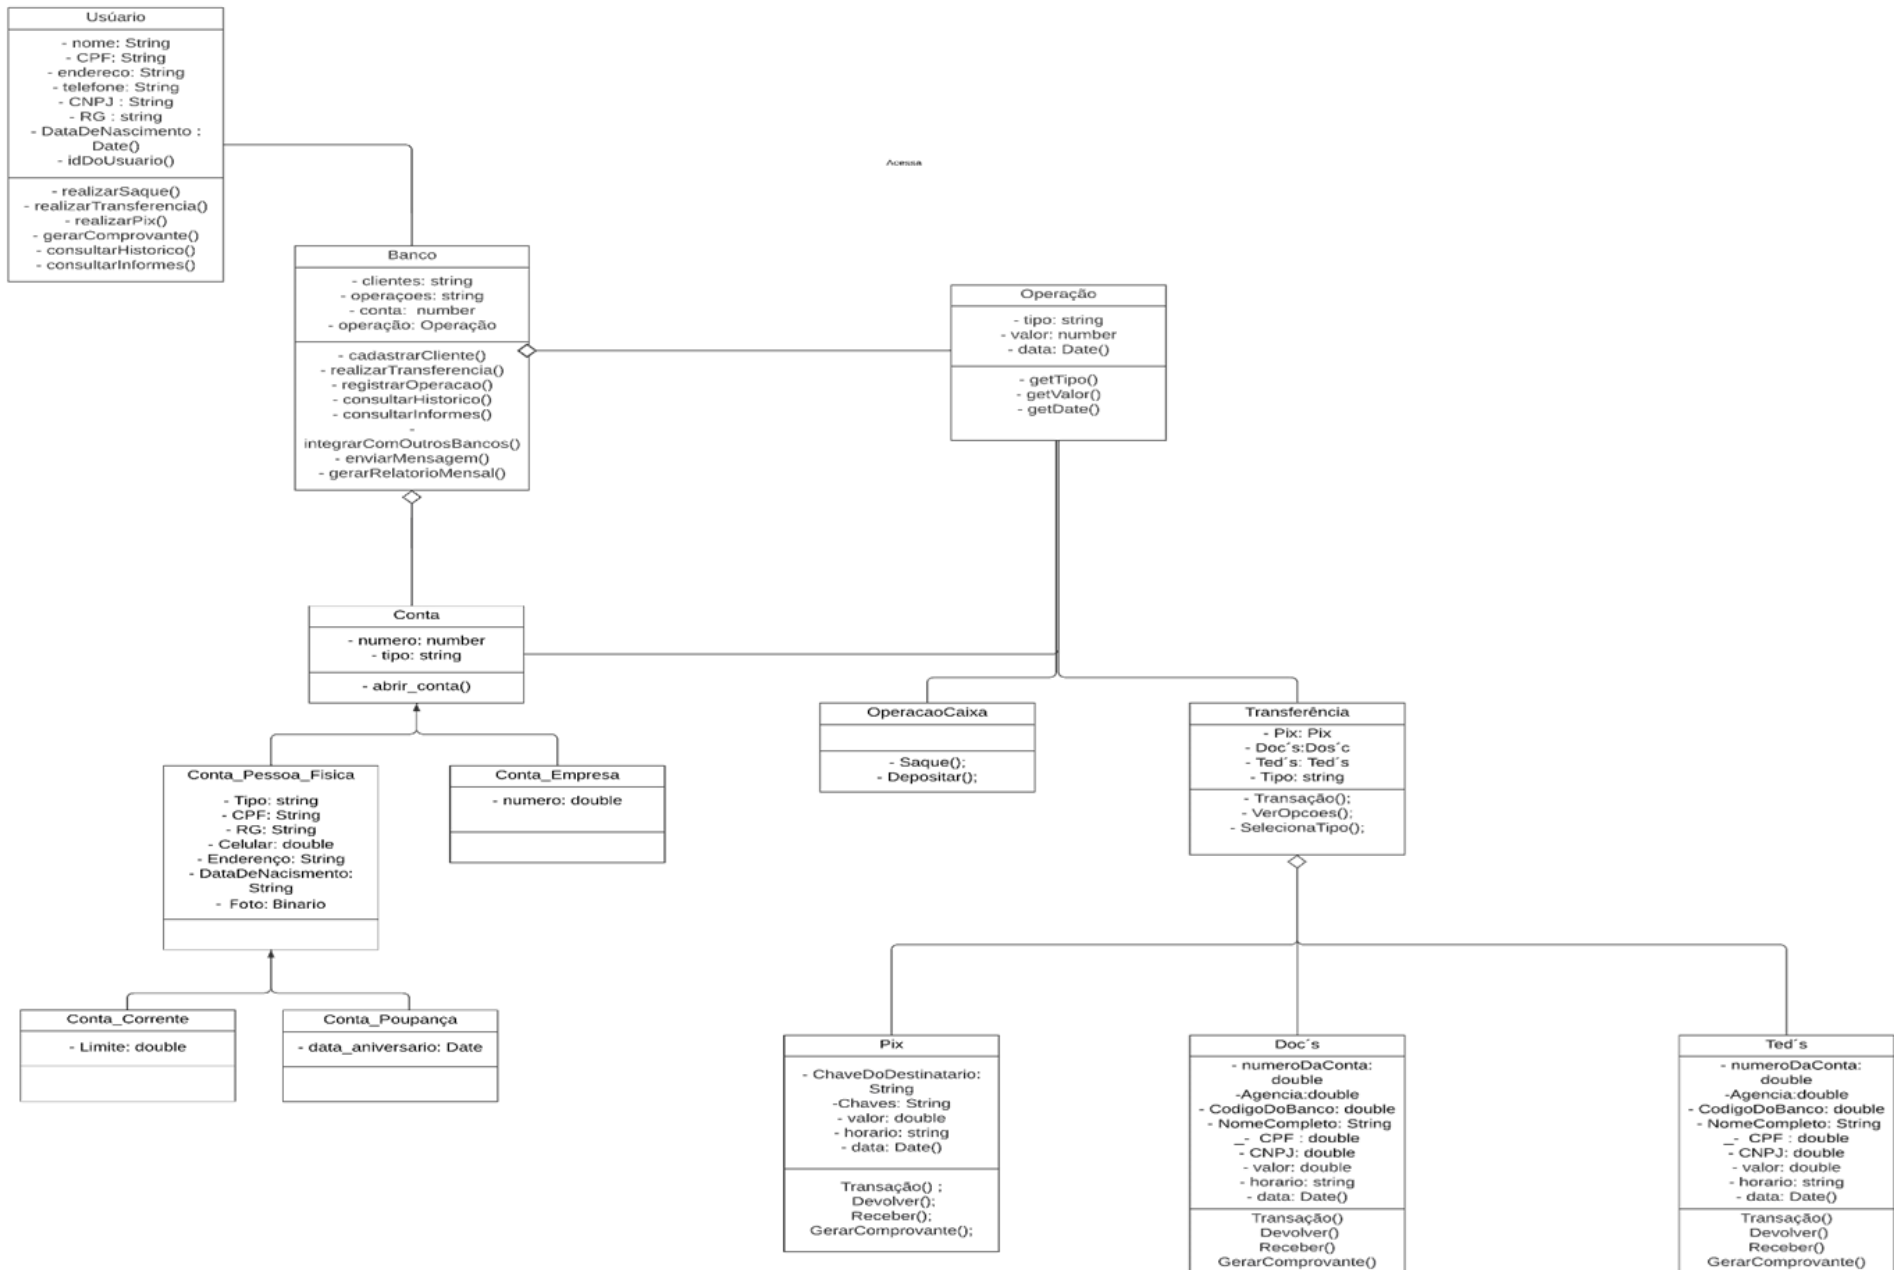 Usúario
- nome: String
- CPF: String
- endereco: String
- telefone: String
- CNPJ : String
- RG : string
- DataDeNascimento :
Date()
- idDoUsuario()
- realizarSaque()
- realizarTransferencia()
- realizarPix()
- gerarComprovante()
- consultarHistorico()
- consultarInformes()
Acessa
Banco
- clientes: string
- operaçoes: string
- conta: number
- operação: Operação
- cadastrarCliente()
- realizarTransferencia()
- registrarOperacao()
- consultarHistorico()
- consultarInformes()
-
integrarComOutrosBancos()
- enviarMensagem()
- gerarRelatorioMensal()
Operação
- tipo: string
- valor: number
- data: Date()
- getTipo()
- getValor()
- getDate()
Conta
- numero: number
- tipo: string
- abrir_conta()
OperacaoCaixa
- Saque();
- Depositar();
Transferência
- Pix: Pix
- Doc´s:Dos´c
- Ted´s: Ted´s
- Tipo: string
- Transação();
- VerOpcoes();
- SelecionaTipo();
Conta_Pessoa_Fisica
- Tipo: string
- CPF: String
- RG: String
- Celular: double
- Enderenço: String
- DataDeNacismento:
String
- Foto: Binario
Conta_Empresa
- numero: double
Conta_Corrente
- Limite: double
Conta_Poupança
- data_aniversario: Date
Pix
- ChaveDoDestinatario:
String
-Chaves: String
- valor: double
- horario: string
- data: Date()
Transação() ;
Devolver();
Receber();
GerarComprovante();
Doc´s
- numeroDaConta:
double
-Agencia:double
- CodigoDoBanco: double
- NomeCompleto: String
_- CPF : double
- CNPJ: double
- valor: double
- horario: string
- data: Date()
Transação()
Devolver()
Receber()
GerarComprovante()
Ted´s
- numeroDaConta:
double
-Agencia:double
- CodigoDoBanco: double
- NomeCompleto: String
_- CPF : double
- CNPJ: double
- valor: double
- horario: string
- data: Date()
Transação()
Devolver()
Receber()
GerarComprovante()